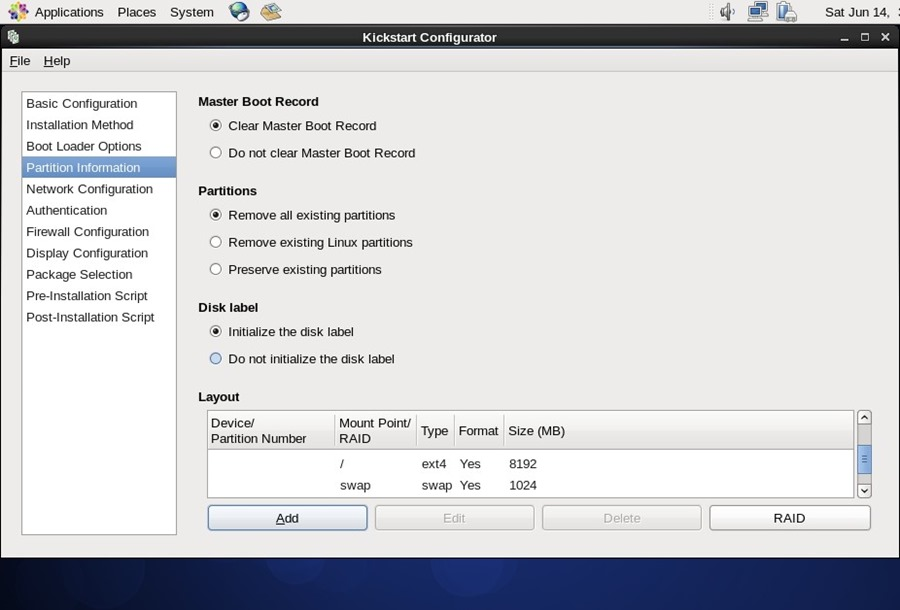 Applications Places System Sat Jun 14,
Kickstart Configurator
File Help
Basic Configuration
Installation Method
Boot Loader Options
Partition Information
Network Configuration
Authentication
Firewall Configuration
Display Configuration
Package Selection
Pre-Installation Script
Post-Installation Script
Master Boot Record
Clear Master Boot Record
Do not clear Master Boot Record
Partitions
Remove all existing partitions
Remove existing Linux partitions
Preserve existing partitions
Disk label
Initialize the disk label
Do not initialize the disk label
Layout
Device/ Mount Point/
Partition Number RAID Type Format Size (MB)
/ ext4 Yes 8192
swap swap Yes 1024
Add Edit Delete RAID